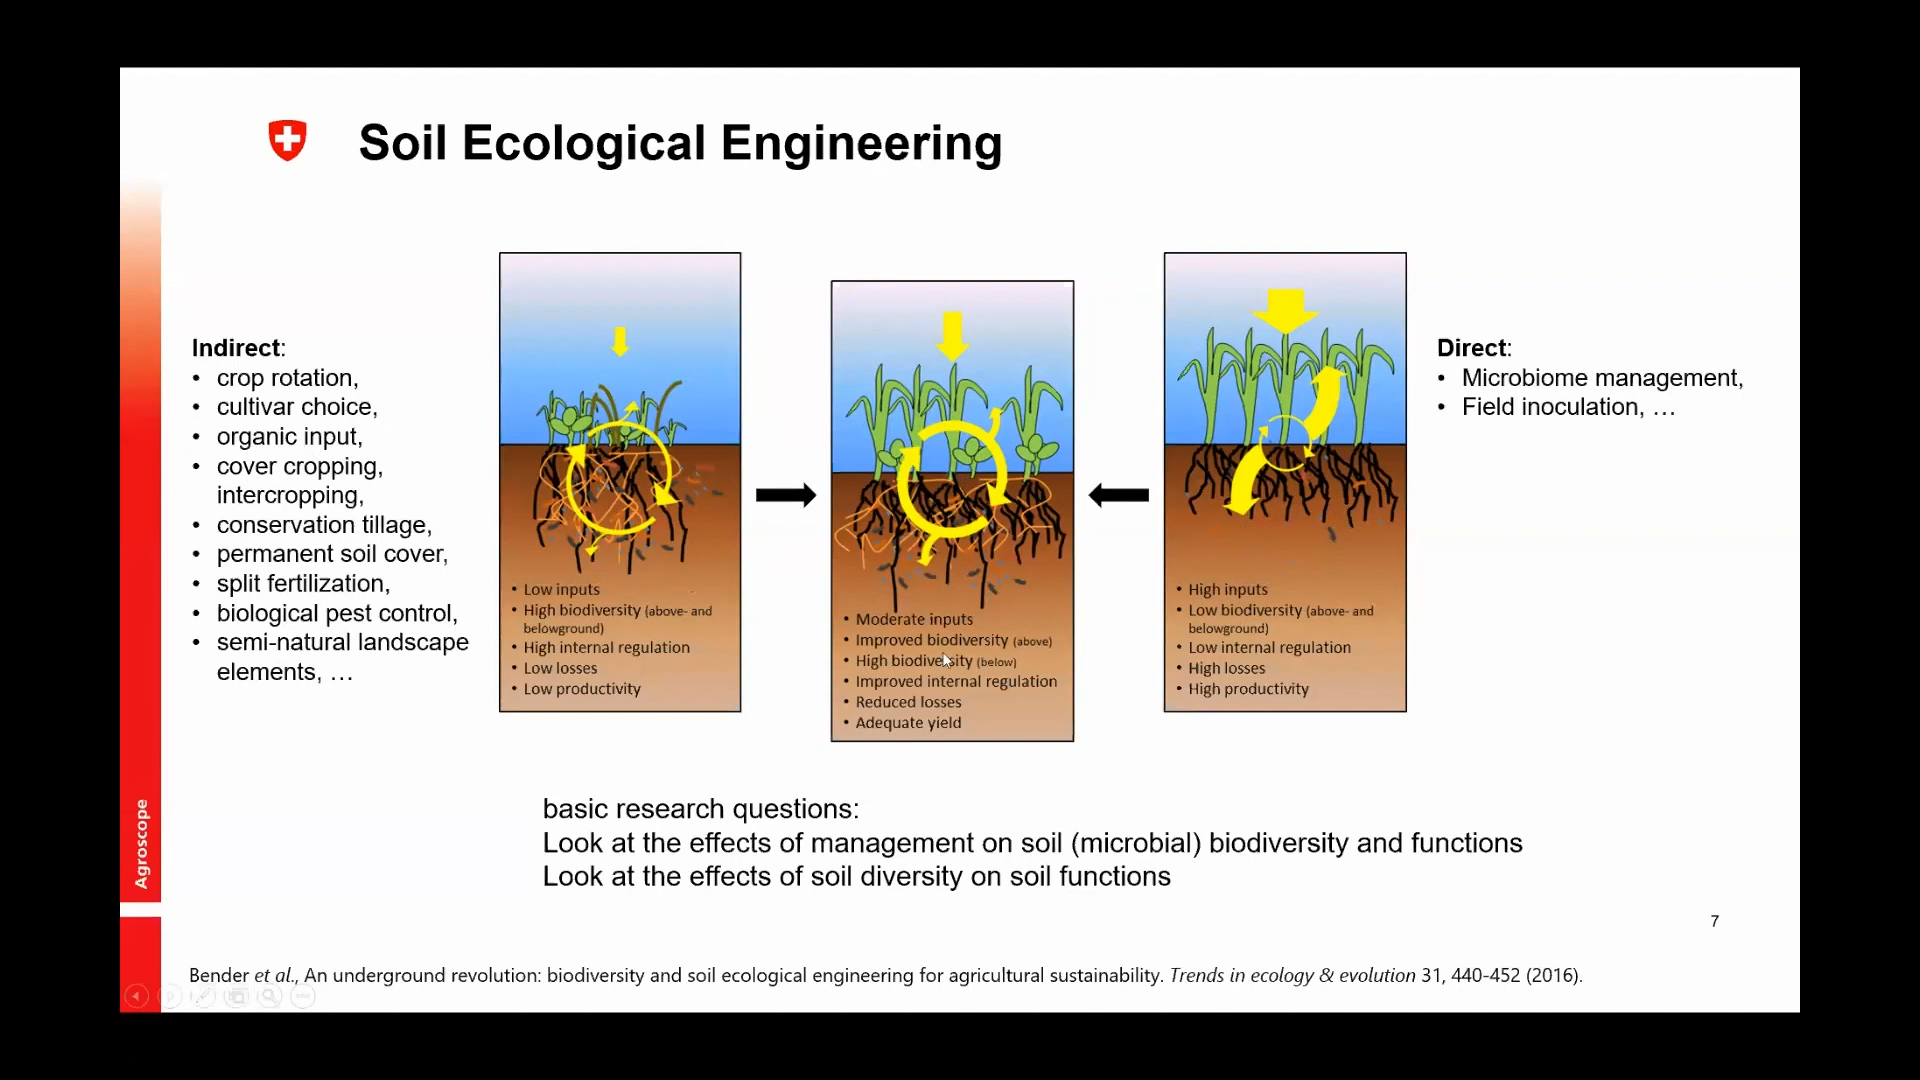 Soil Ecological Engineering
Indirect:
• crop rotation,
• cultivar choice,
• organic input,
• cover cropping,
intercropping,
• conservation tillage,
• permanent soil cover,
• split fertilization,
• biological pest control,
• semi-natural landscape
elements, …
• Low inputs
• High biodiversity (above- and
belowground)
• High internal regulation
• Low losses
• Low productivity
• Moderate inputs
• Improved biodiversity (above)
• High biodiversity (below)
• Improved internal regulation
• Reduced losses
• Adequate yield
• High inputs
• Low biodiversity (above- and
belowground)
• Low internal regulation
• High losses
• High productivity
Direct:
• Microbiome management,
• Field inoculation, …
basic research questions:
Look at the effects of management on soil (microbial) biodiversity and functions
Look at the effects of soil diversity on soil functions
Agroscope
7
Bender et al., An underground revolution: biodiversity and soil ecological engineering for agricultural sustainability. Trends in ecology & evolution 31, 440-452 (2016).